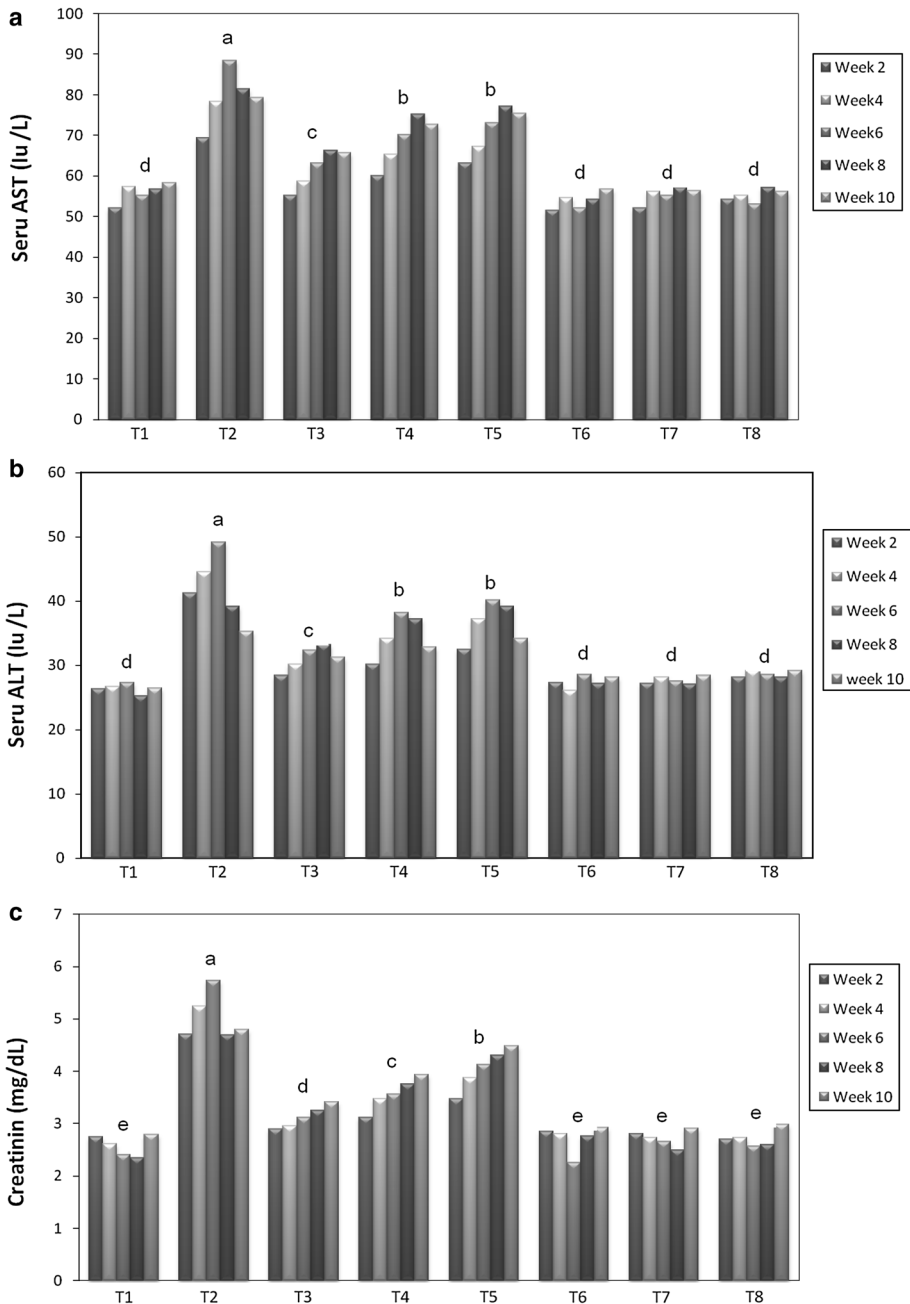 a
Seru AST (Iu /L)
100
90
80
70
60
50
40
30
20
10
0
d
a
c
b
b
d
d
d
T1 T2 T3 T4 T5 T6 T7 T8
Week 2
Week4
Week6
Week 8
Week 10
b
Seru ALT (Iu /L)
60
50
40
30
20
10
0
d
a
c
b
b
d
d
d
T1 T2 T3 T4 T5 T6 T7 T8
Week 2
Week 4
Week 6
Week 8
week 10
c
Creatinin (mg/dL)
7
6
5
4
3
2
1
0
e
a
d
c
b
e
e
e
T1 T2 T3 T4 T5 T6 T7 T8
Week 2
Week 4
Week 6
Week 8
Week 10